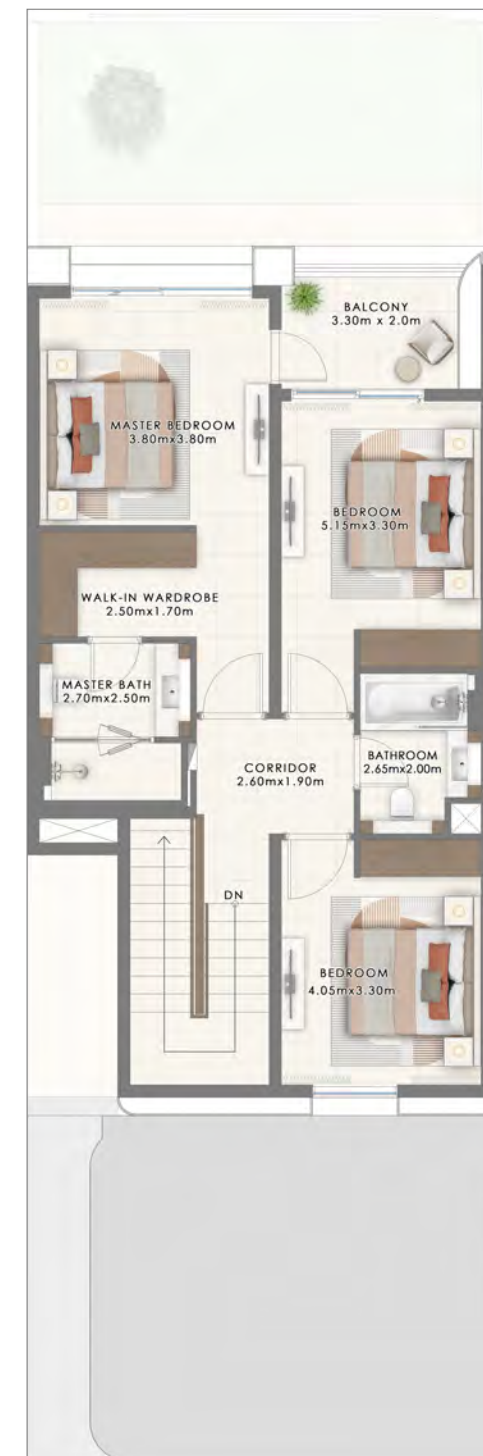 BALCONY
3.30m x 2.0m
MASTER BEDROOM
3.80mx3.80m
BEDROOM
5.15mx3.30m
WALK-IN WARDROBE
2.50mx1.70m
MASTER BATH
2.70mx2.50m
CORRIDOR
2.60mx1.90m
BATHROOM
2.65mx2.00m
DN
BEDROOM
4.05mx3.30m